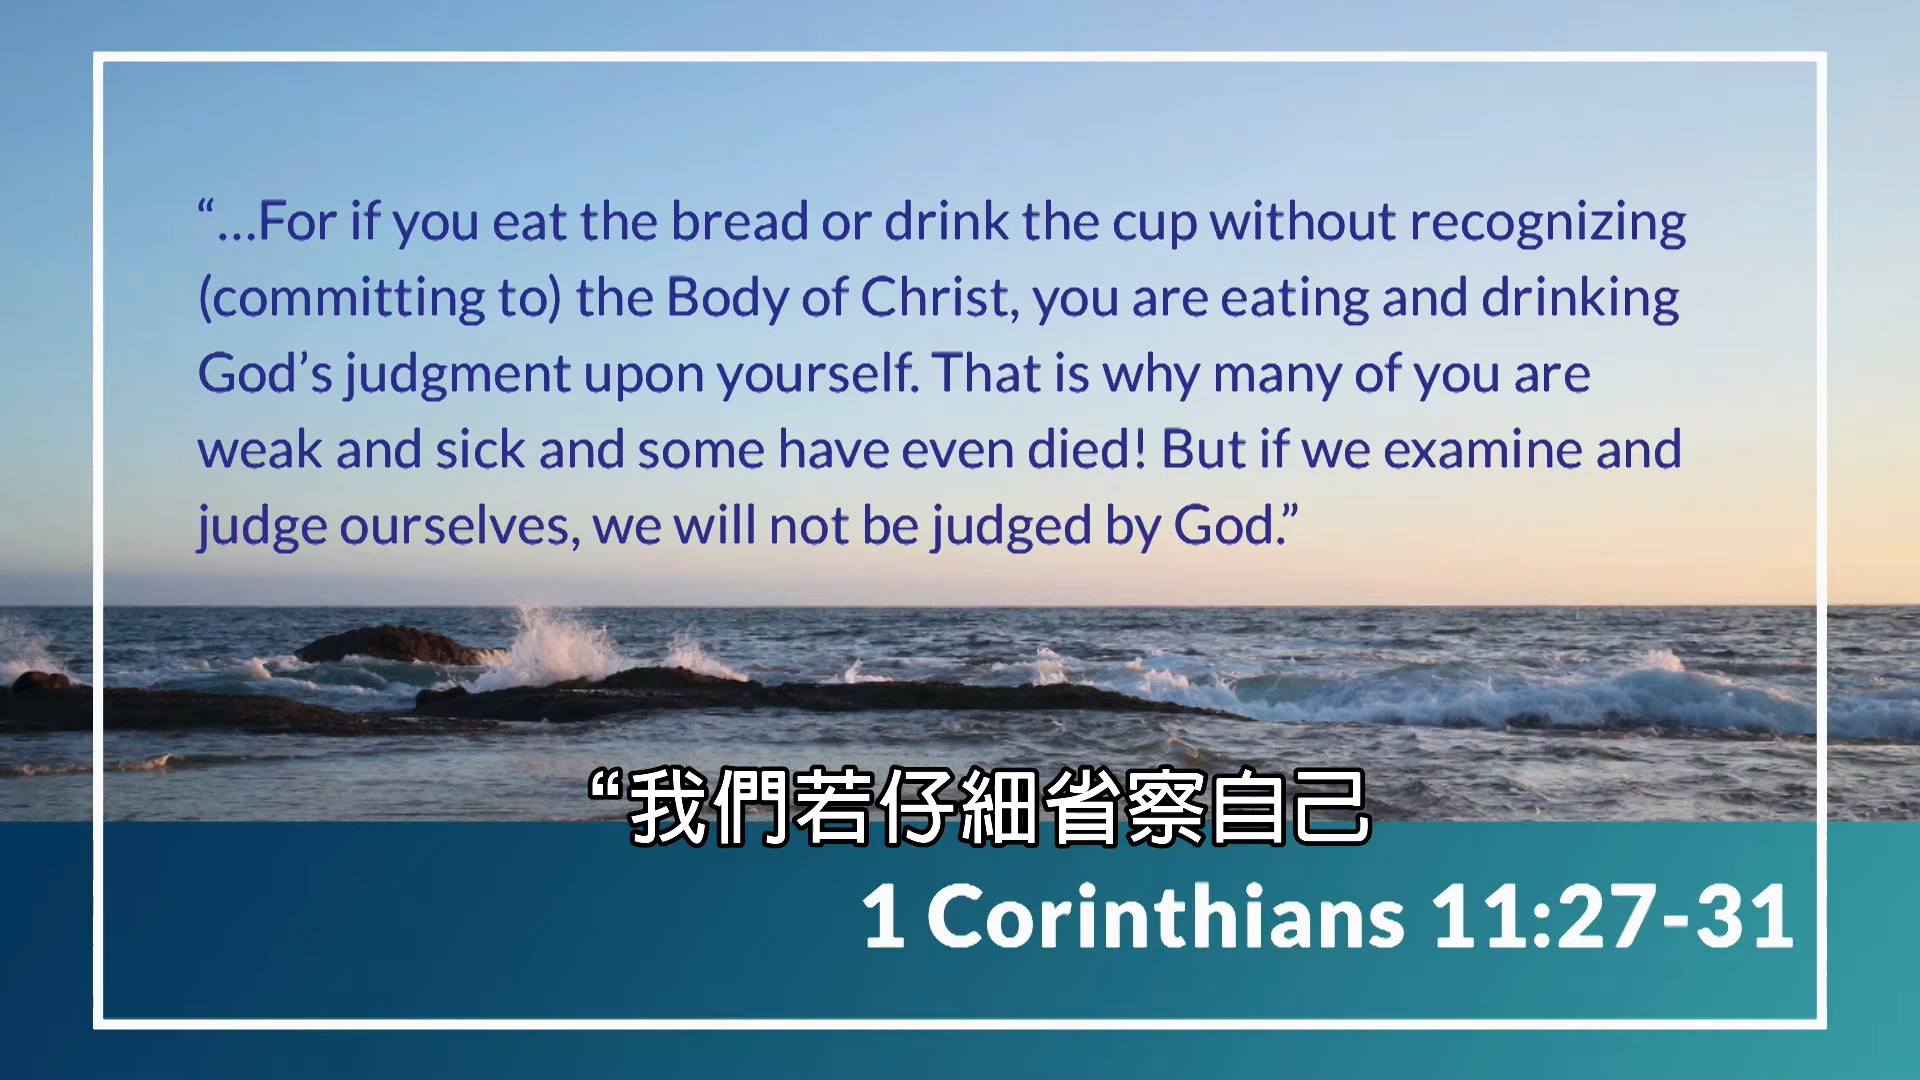 “...For if you eat the bread or drink the cup without recognizing
(committing to) the Body of Christ, you are eating and drinking
God’s judgment upon yourself. That is why many of you are
weak and sick and some have even died! But if we examine and
judge ourselves, we will not be judged by God.”
“我們若仔細省察自己
1 Corinthians 11:27-31